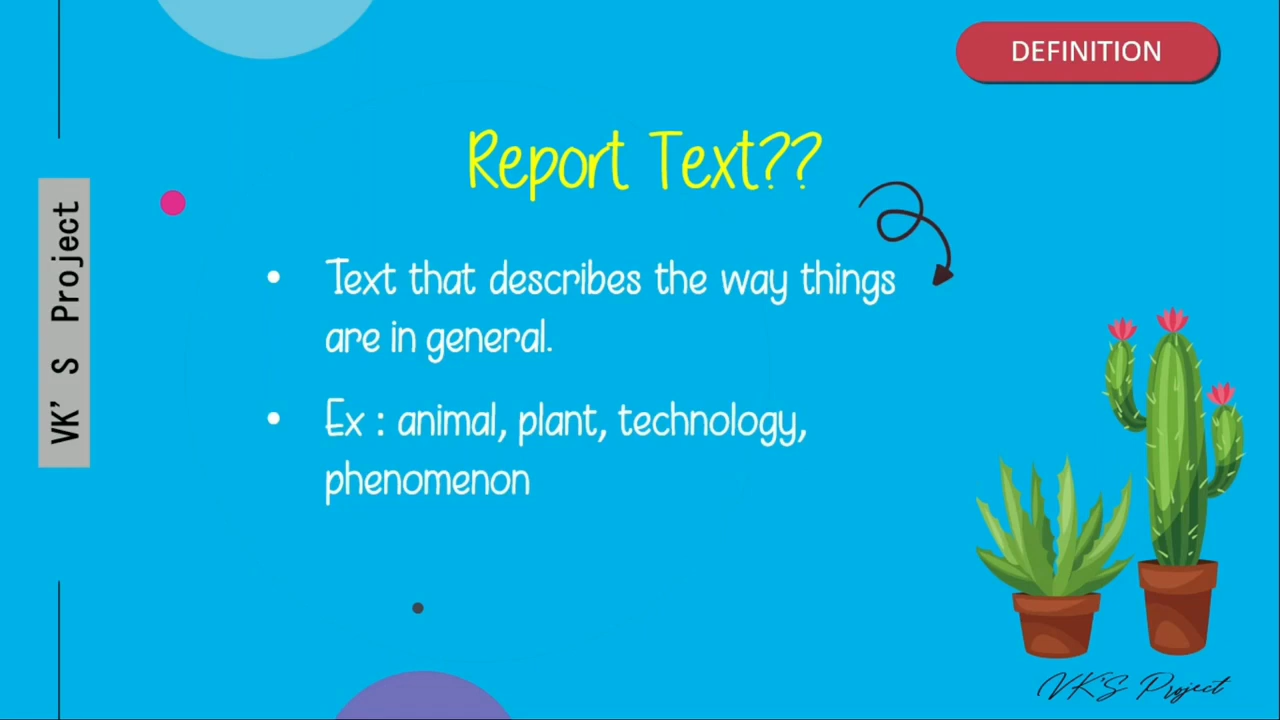 DEFINITION
Report Text??
VK' S Project
• Text that describes the way things
are in general.
• Ex : animal, plant, technology,
phenomenon
VK'S Project